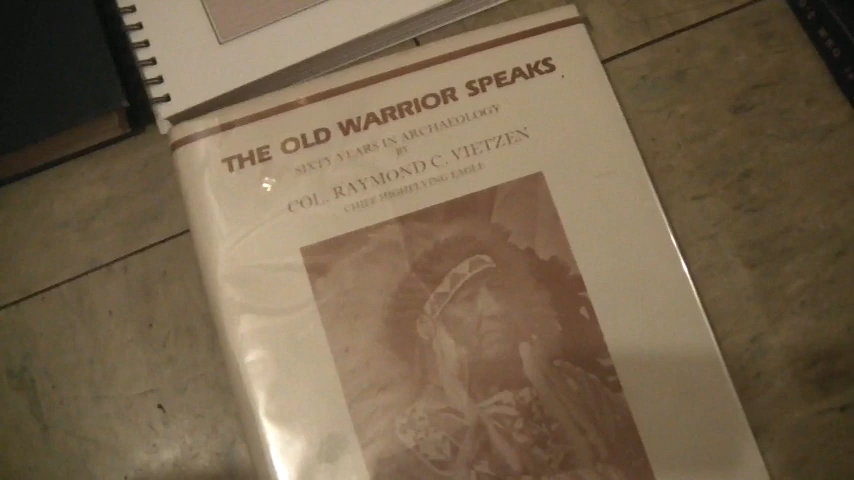 THE OLD WARRIOR SPEAKS
SIXTY YEARS IN ARCHAEOLOGY
BY
COL. RAYMOND C. VIETZEN
CHIEF HIGHFLYING EAGLE